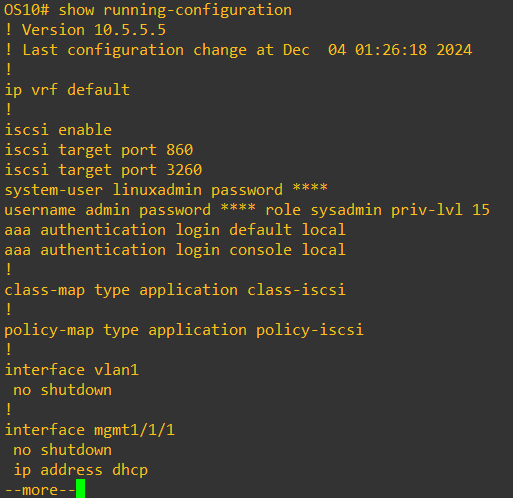 OS10# show running-configuration
! Version 10.5.5.5
! Last configuration change at Dec  04 01:26:18 2024
!
ip vrf default
!
iscsi enable
iscsi target port 860
iscsi target port 3260
system-user linuxadmin password ****
username admin password **** role sysadmin priv-lvl 15
aaa authentication login default local
aaa authentication login console local
!
class-map type application class-iscsi
!
policy-map type application policy-iscsi
!
interface vlan1
 no shutdown
!
interface mgmt1/1/1
 no shutdown
 ip address dhcp
--more--